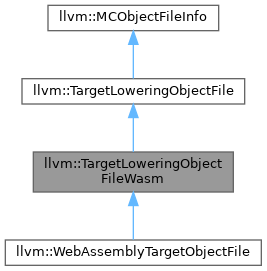 llvm::MCObjectFileInfo
llvm::TargetLoweringObjectFile
llvm::TargetLoweringObject
FileWasm
llvm::WebAssemblyTargetObjectFile